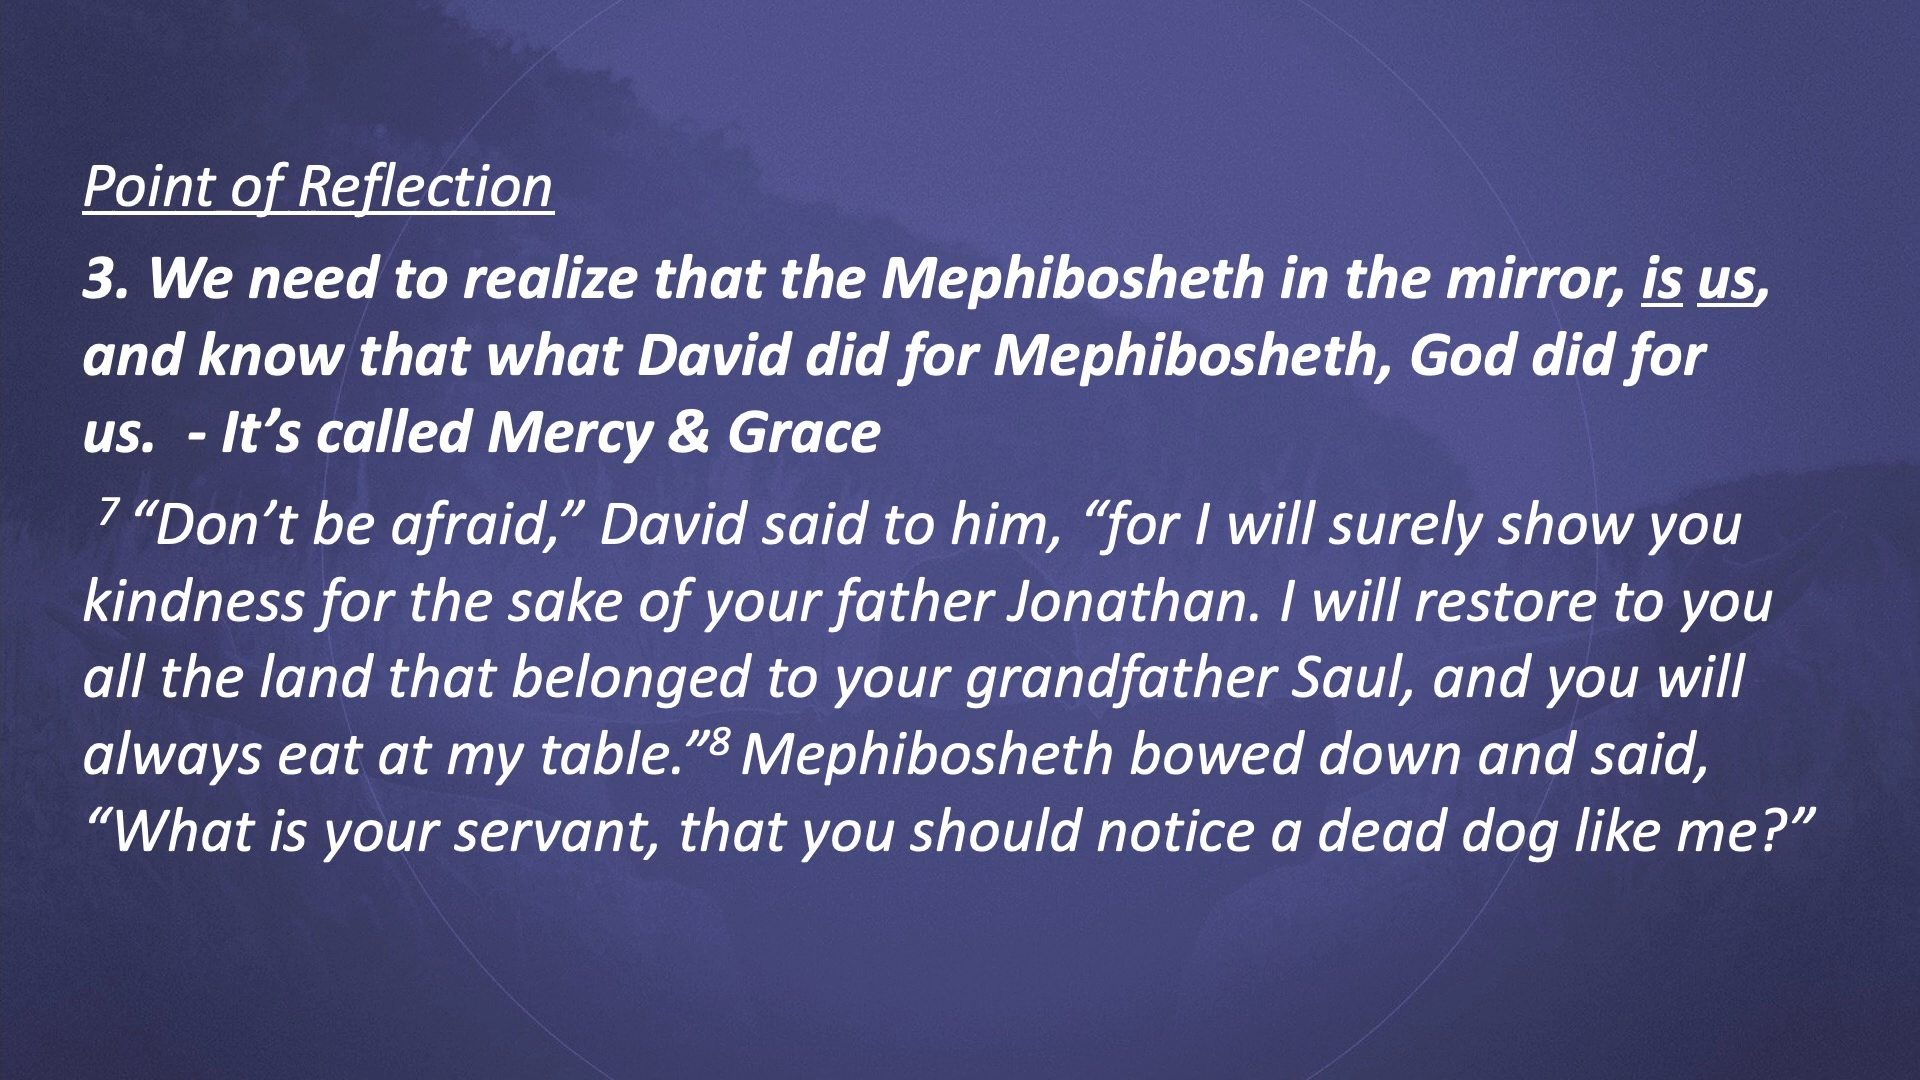 Point of Reflection
3. We need to realize that the Mephibosheth in the mirror, is us,
and know that what David did for Mephibosheth, God did for
us.  - It’s called Mercy & Grace
7 “Don’t be afraid,” David said to him, “for I will surely show you
kindness for the sake of your father Jonathan. I will restore to you
all the land that belonged to your grandfather Saul, and you will
always eat at my table.”8 Mephibosheth bowed down and said,
“What is your servant, that you should notice a dead dog like me?”